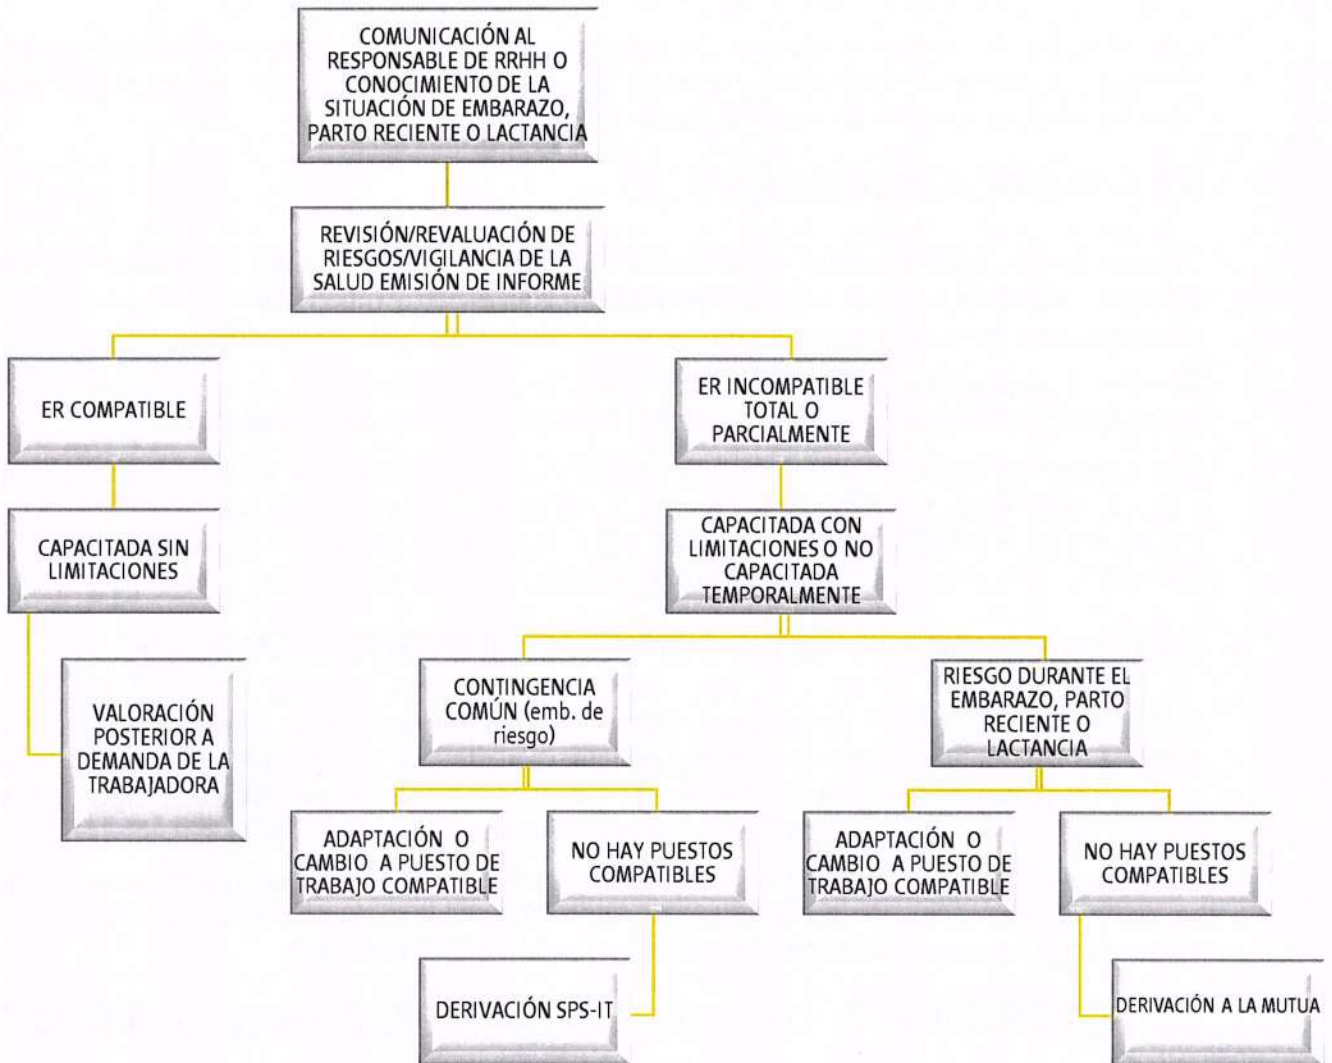 COMUNICACIÓN AL
RESPONSABLE DE RRHH O
CONOCIMIENTO DE LA
SITUACIÓN DE EMBARAZO,
PARTO RECIENTE O LACTANCIA
REVISIÓN/REVALUACIÓN DE
RIESGOS/VIGILANCIA DE LA
SALUD EMISIÓN DE INFORME
ER COMPATIBLE
ER INCOMPATIBLE
TOTAL O
PARCIALMENTE
CAPACITADA SIN
LIMITACIONES
CAPACITADA CON
LIMITACIONES O NO
CAPACITADA
TEMPORALMENTE
VALORACIÓN
POSTERIOR A
DEMANDA DE LA
TRABAJADORA
CONTINGENCIA
COMÚN (emb. de
riesgo)
RIESGO DURANTE EL
EMBARAZO, PARTO
RECIENTE O
LACTANCIA
ADAPTACIÓN O
CAMBIO A PUESTO DE
TRABAJO COMPATIBLE
NO HAY PUESTOS
COMPATIBLES
ADAPTACIÓN O
CAMBIO A PUESTO DE
TRABAJO COMPATIBLE
NO HAY PUESTOS
COMPATIBLES
DERIVACIÓN SPS-IT
DERIVACIÓN A LA MUTUA